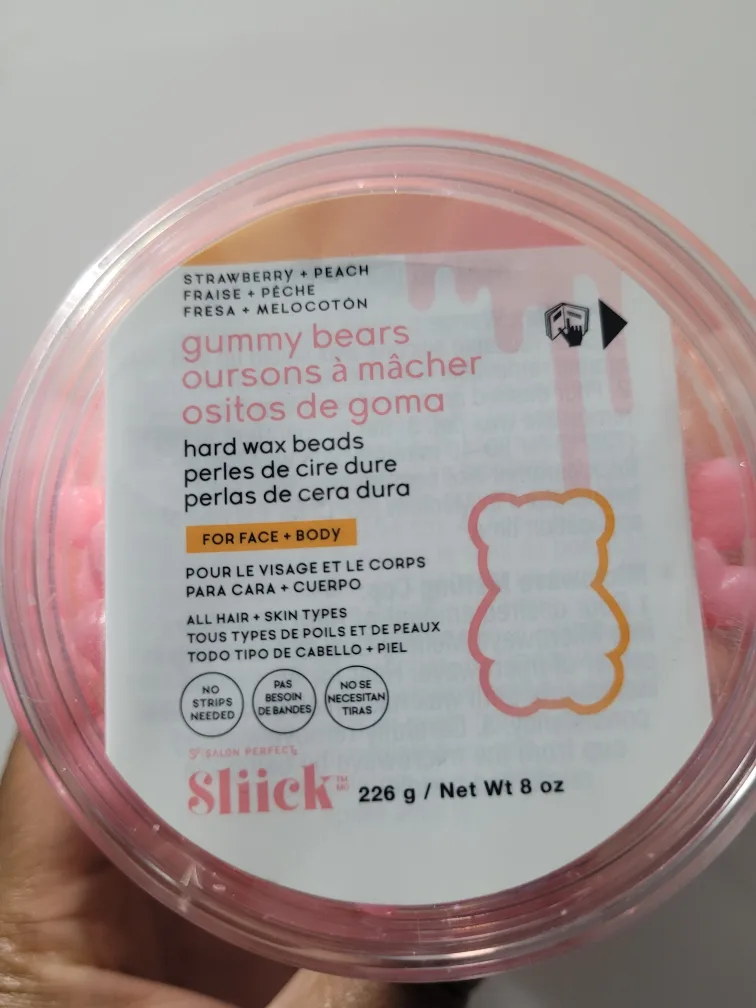 STRAWBERRY + PEACH
FRAISE + PÊCHE
FRESA + MELOCOTÓN
gummy bears
oursons à mâcher
ositos de goma
hard wax beads
perles de cire dure
perlas de cera dura
FOR FACE + BODY
POUR LE VISAGE ET LE CORPS
PARA CARA + CUERPO
ALL HAIR + SKIN TYPES
TOUS TYPES DE POILS ET DE PEAUX
TODO TIPO DE CABELLO + PIEL
NO
STRIPS
NEEDED
PAS
BESOIN
DE BANDES
NO SE
NECESITAN
TIRAS
SALON PERFECT
Sliick TM MD
226 g / Net Wt 8 oz